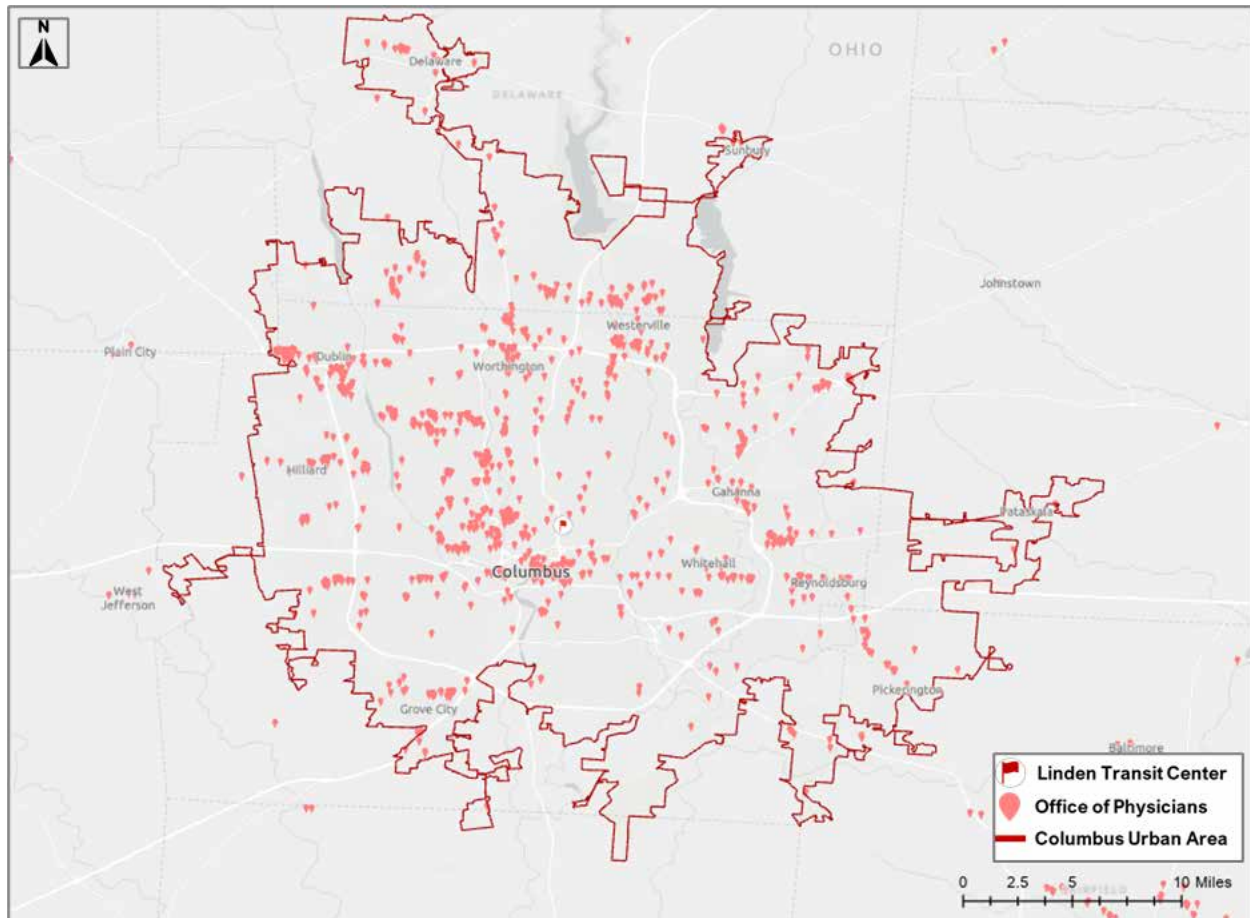 N
OHIO
Delaware
DELAWARE
Sunbury
Johnstown
Westerville
Plain City
Dublin
Worthington
Hilliard
Gahanna
Pataskala
Columbus
Whitehall
Reynoldsburg
West
Jefferson
Pickerington
Grove City
Baltimore
Linden Transit Center
Office of Physicians
Columbus Urban Area
0 2.5 5 10 Miles
FAIRFIELD